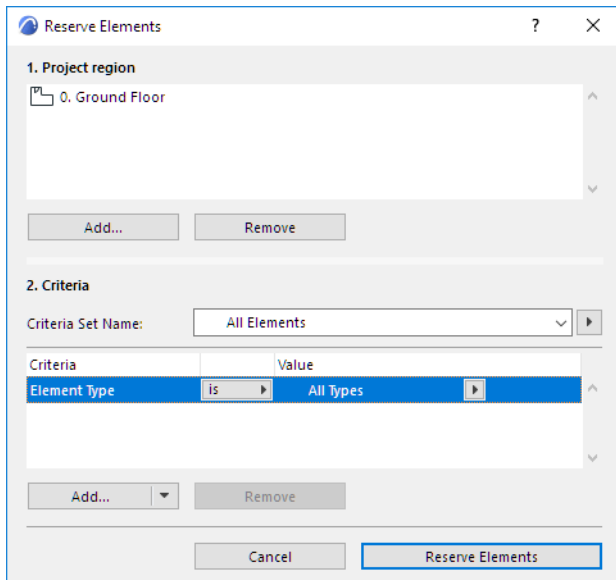 Reserve Elements ?
1. Project region
0. Ground Floor
Add... Remove
2. Criteria
Criteria Set Name: All Elements
Criteria Value
Element Type is All Types
Add... Remove
Cancel Reserve Elements